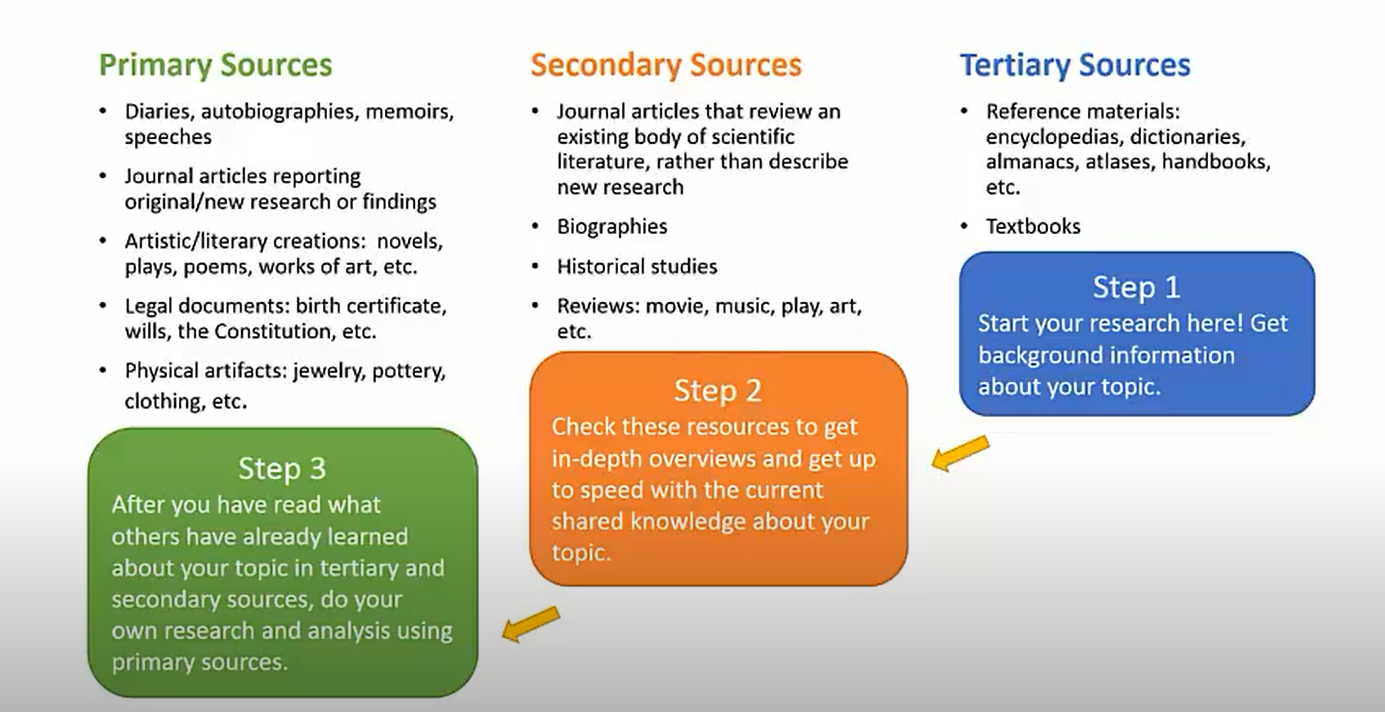 Primary Sources
• Diaries, autobiographies, memoirs,
speeches
• Journal articles reporting
original/new research or findings
• Artistic/literary creations:  novels,
plays, poems, works of art, etc.
• Legal documents: birth certificate,
wills, the Constitution, etc.
• Physical artifacts: jewelry, pottery,
clothing, etc.
Step 3
After you have read what
others have already learned
about your topic in tertiary and
secondary sources, do your
own research and analysis using
primary sources.
Secondary Sources
• Journal articles that review an
existing body of scientific
literature, rather than describe
new research
• Biographies
• Historical studies
• Reviews: movie, music, play, art,
etc.
Step 2
Check these resources to get
in-depth overviews and get up
to speed with the current
shared knowledge about your
topic.
Tertiary Sources
• Reference materials:
encyclopedias, dictionaries,
almanacs, atlases, handbooks,
etc.
• Textbooks
Step 1
Start your research here! Get
background information
about your topic.